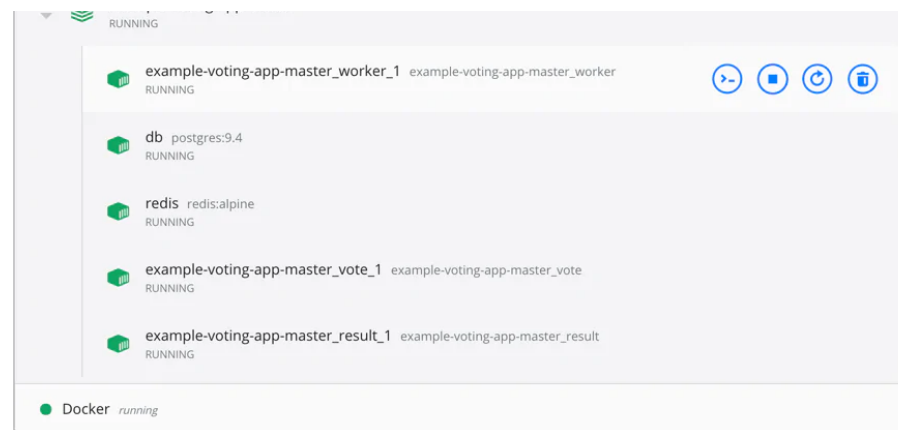 RUNNING
example-voting-app-master_worker_1 example-voting-app-master_worker
RUNNING
db postgres:9.4
RUNNING
redis redis:alpine
RUNNING
example-voting-app-master_vote_1 example-voting-app-master_vote
RUNNING
example-voting-app-master_result_1 example-voting-app-master_result
RUNNING
Docker running